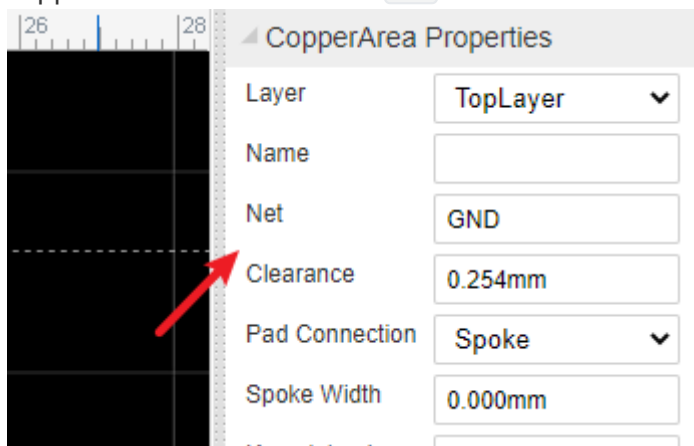 26
28
CopperArea Properties
Layer
TopLayer
Name
Net
GND
Clearance
0.254mm
Pad Connection
Spoke
Spoke Width
0.000mm